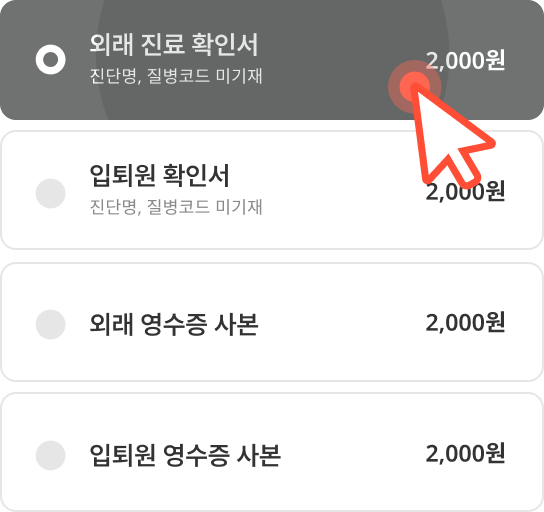 외래 진료 확인서
진단명, 질병코드 미기재
2,000원
입퇴원 확인서
진단명, 질병코드 미기재
2,000원
외래 영수증 사본
2,000원
입퇴원 영수증 사본
2,000원